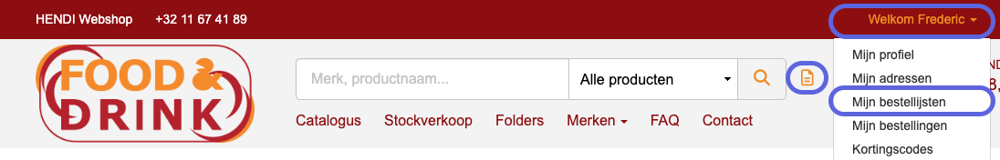 HENDI Webshop +32 11 67 41 89 Welkom Frederic
FOOD &
DRINK
Merk, productnaam... Alle producten
Catalogus Stockverkoop Folders Merken FAQ Contact
Mijn profiel
Mijn adressen
Mijn bestellijsten
Mijn bestellingen
Kortingscodes